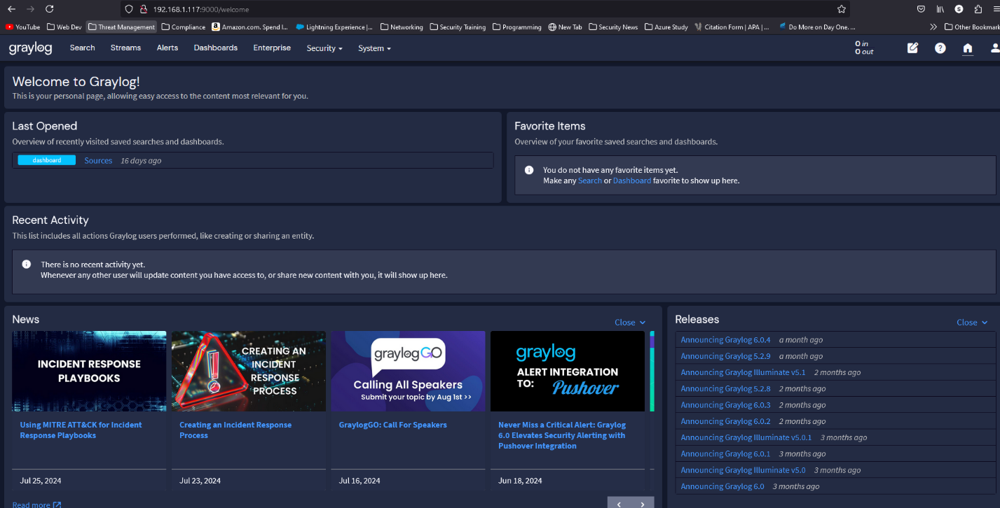 192.168.1.117:9000/welcome
YouTube Web Dev Threat Management Compliance Amazon.com. Spend l... Lightning Experience |... Networking Security Training Programming New Tab Security News Azure Study Citation Form | APA | ... Do More on Day One. ... Other Bookmark
graylog Search Streams Alerts Dashboards Enterprise Security System
0 in
0 out
Welcome to Graylog!
This is your personal page, allowing easy access to the content most relevant for you.
Last Opened
Overview of recently visited saved searches and dashboards.
dashboard Sources 16 days ago
Favorite Items
Overview of your favorite saved searches and dashboards.
You do not have any favorite items yet.
Make any Search or Dashboard favorite to show up here.
Recent Activity
This list includes all actions Graylog users performed, like creating or sharing an entity.
There is no recent activity yet.
Whenever any other user will update content you have access to, or share new content with you, it will show up here.
News
Close
INCIDENT RESPONSE
PLAYBOOKS
Using MITRE ATT&CK for Incident
Response Playbooks
Jul 25, 2024
CREATING AN
INCIDENT
RESPONSE
PROCESS
Creating an Incident Response
Process
Jul 23, 2024
graylog GO
Calling All Speakers
Submit your topic by Aug 1st >>
GraylogGO: Call For Speakers
Jul 16, 2024
graylog
ALERT INTEGRATION
TO: Pushover
Never Miss a Critical Alert: Graylog
6.0 Elevates Security Alerting with
Pushover Integration
Jun 18, 2024
Read more
Releases
Close
Announcing Graylog 6.0.4 a month ago
Announcing Graylog 5.2.9 a month ago
Announcing Graylog Illuminate v5.1 2 months ago
Announcing Graylog 5.2.8 2 months ago
Announcing Graylog 6.0.3 2 months ago
Announcing Graylog 6.0.2 2 months ago
Announcing Graylog Illuminate v5.0.1 3 months ago
Announcing Graylog 6.0.1 3 months ago
Announcing Graylog Illuminate v5.0 3 months ago
Announcing Graylog 6.0 3 months ago